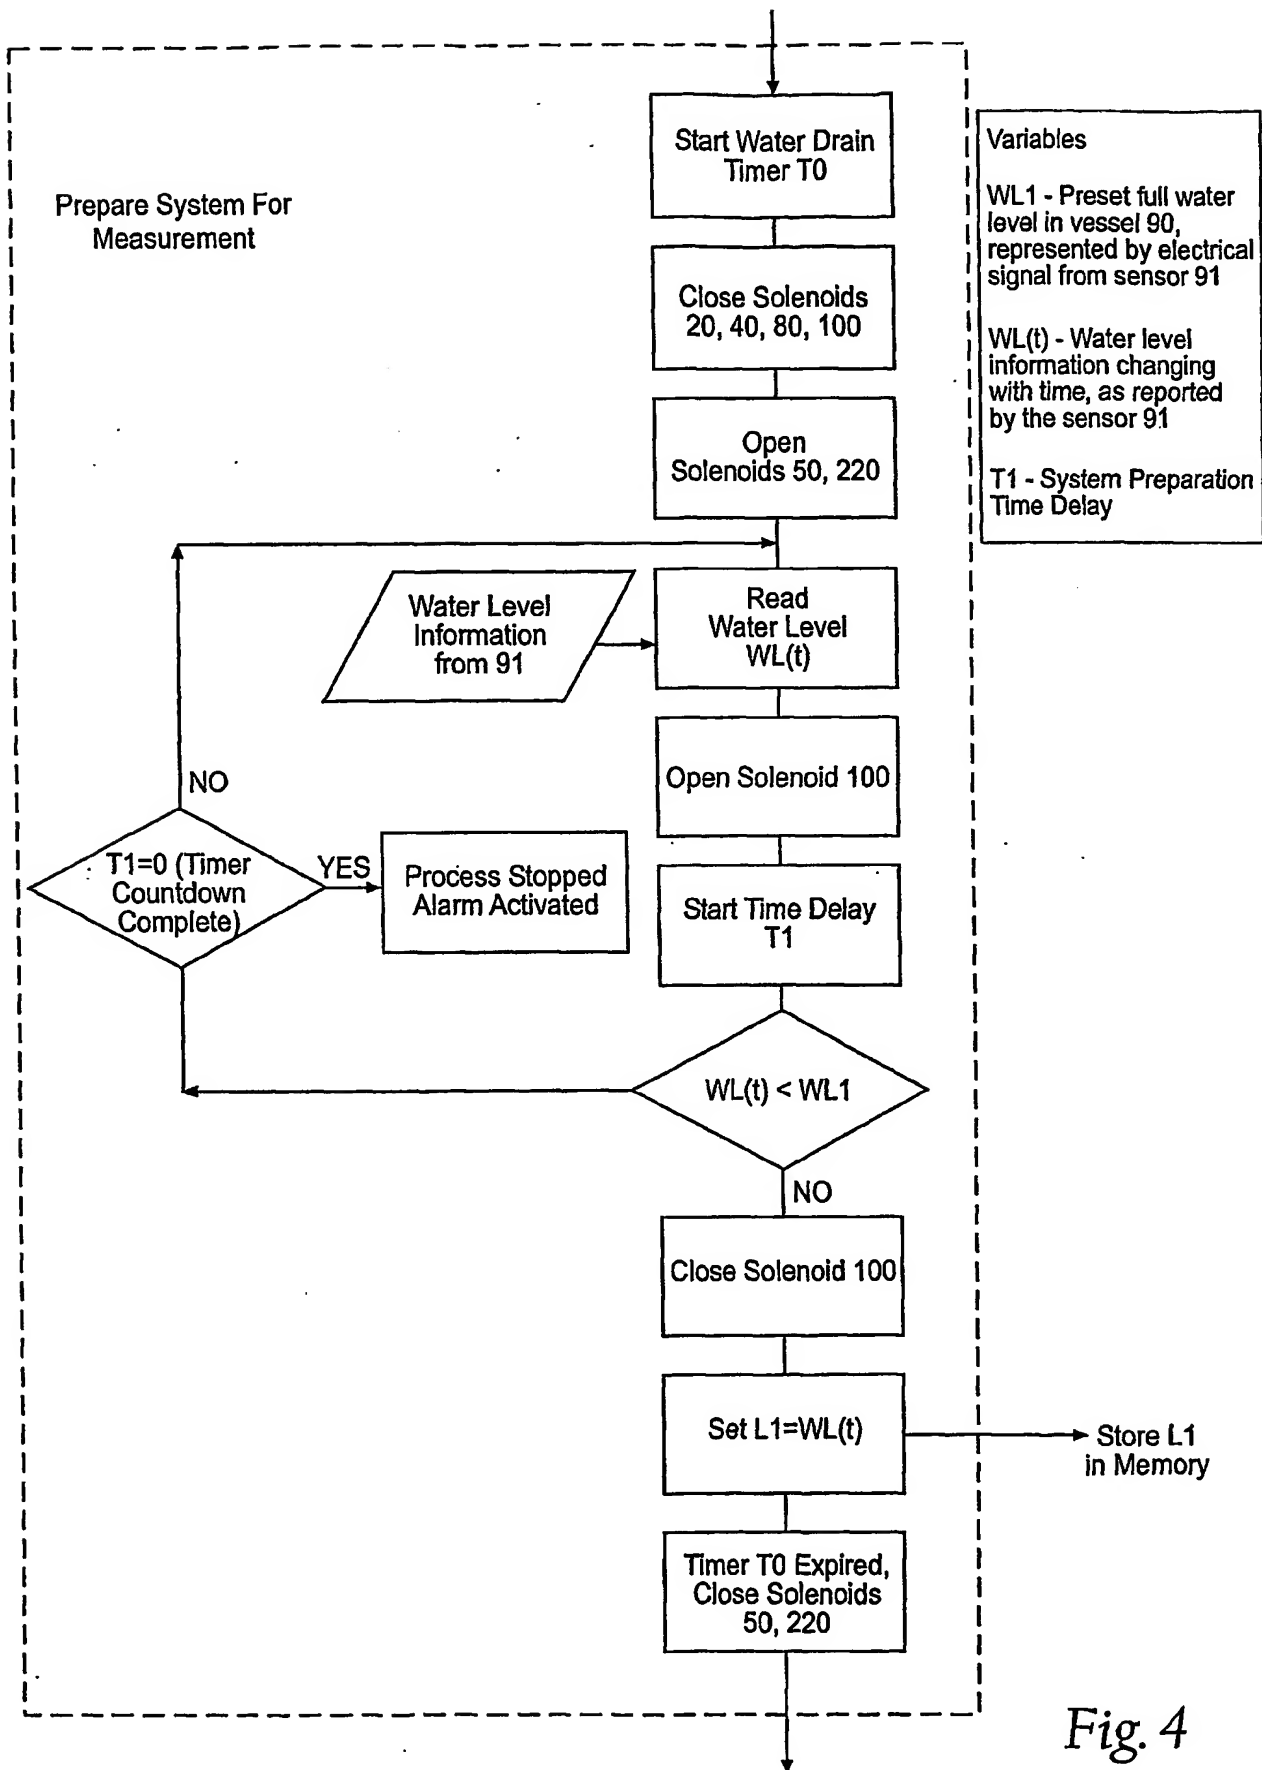 Prepare System For
Measurement
Start Water Drain
Timer T0
Close Solenoids
20, 40, 80, 100
Open
Solenoids 50, 220
Variables
WL1 - Preset full water
level in vessel 90,
represented by electrical
signal from sensor 91
WL(t) - Water level
information changing
with time, as reported
by the sensor 91
T1 - System Preparation
Time Delay
Water Level
Information
from 91
Read
Water Level
WL(t)
Open Solenoid 100
NO
T1=0 (Timer
Countdown
Complete)
YES
Process Stopped
Alarm Activated
Start Time Delay
T1
WL(t) < WL1
NO
Close Solenoid 100
Set L1=WL(t)
Store L1
in Memory
Timer T0 Expired,
Close Solenoids
50, 220
Fig. 4